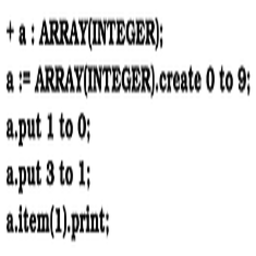 + a : ARRAY(INTEGER);
a := ARRAY(INTEGER).create 0 to 9;
a.put 1 to 0;
a.put 3 to 1;
a.item(1).print;